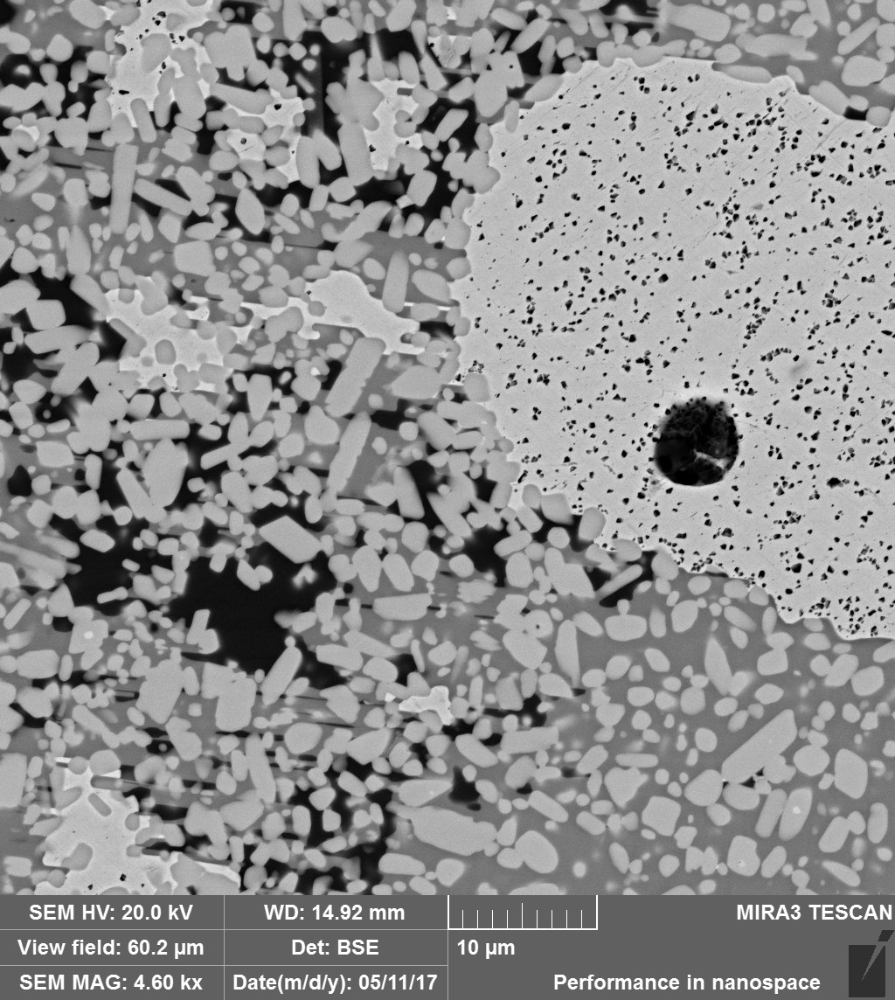 SEM HV: 20.0 kV
WD: 14.92 mm
MIRA3 TESCAN
View field: 60.2 µm
Det: BSE
10 µm
SEM MAG: 4.60 kx
Date(m/d/y): 05/11/17
Performance in nanospace